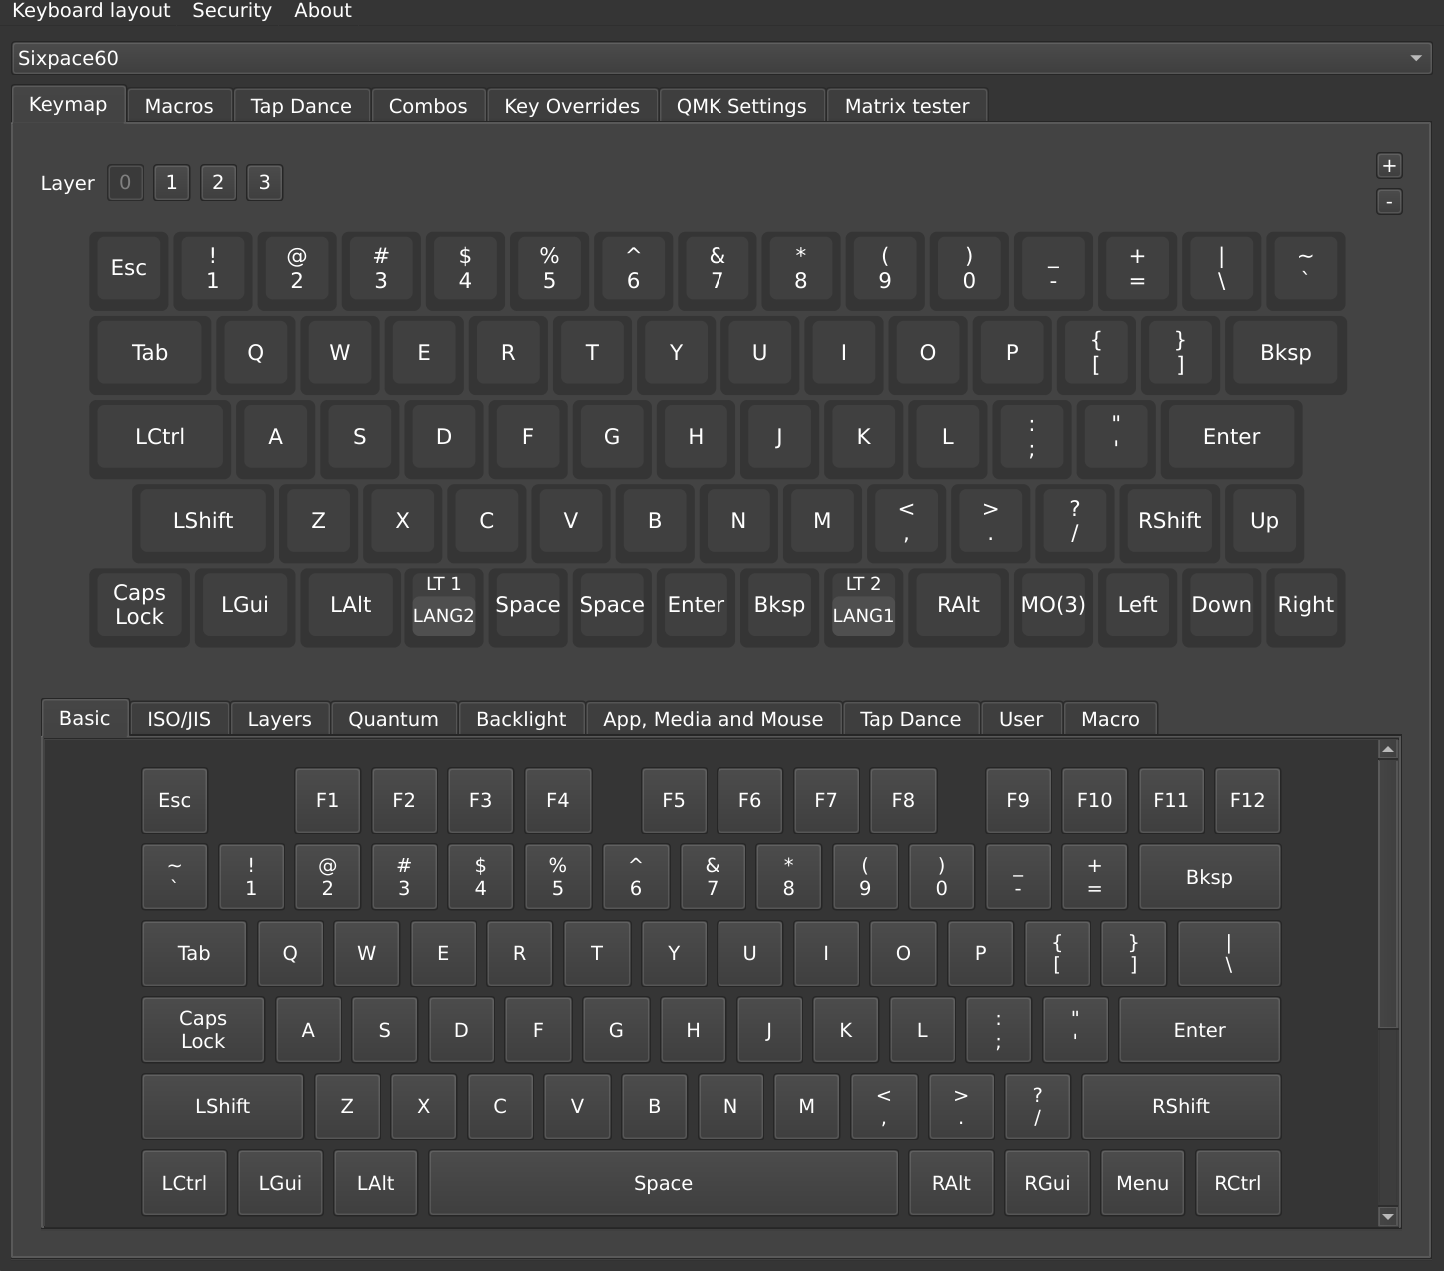 Keyboard layout Security About
Sixpace60
Keymap Macros Tap Dance Combos Key Overrides QMK Settings Matrix tester
Layer 0 1 2 3
+
-
! @ # $ % ^ & * ( ) _ + | ~
Esc 1 2 3 4 5 6 7 8 9 0 - = \ `
{ }
Tab Q W E R T Y U I O P [ ] Bksp
: "
LCtrl A S D F G H J K L ; ' Enter
< > ?
LShift Z X C V B N M , . / RShift Up
Caps LT 1 LT 2
Lock LGui LAlt LANG2 Space Space Enter Bksp LANG1 RAlt MO(3) Left Down Right
Basic ISO/JIS Layers Quantum Backlight App, Media and Mouse Tap Dance User Macro
Esc F1 F2 F3 F4 F5 F6 F7 F8 F9 F10 F11 F12
~ ! @ # $ % ^ & * ( ) _ +
` 1 2 3 4 5 6 7 8 9 0 - = Bksp
{ } |
Tab Q W E R T Y U I O P [ ] \
Caps : "
Lock A S D F G H J K L ; ' Enter
< > ?
LShift Z X C V B N M , . / RShift
LCtrl LGui LAlt Space RAlt RGui Menu RCtrl